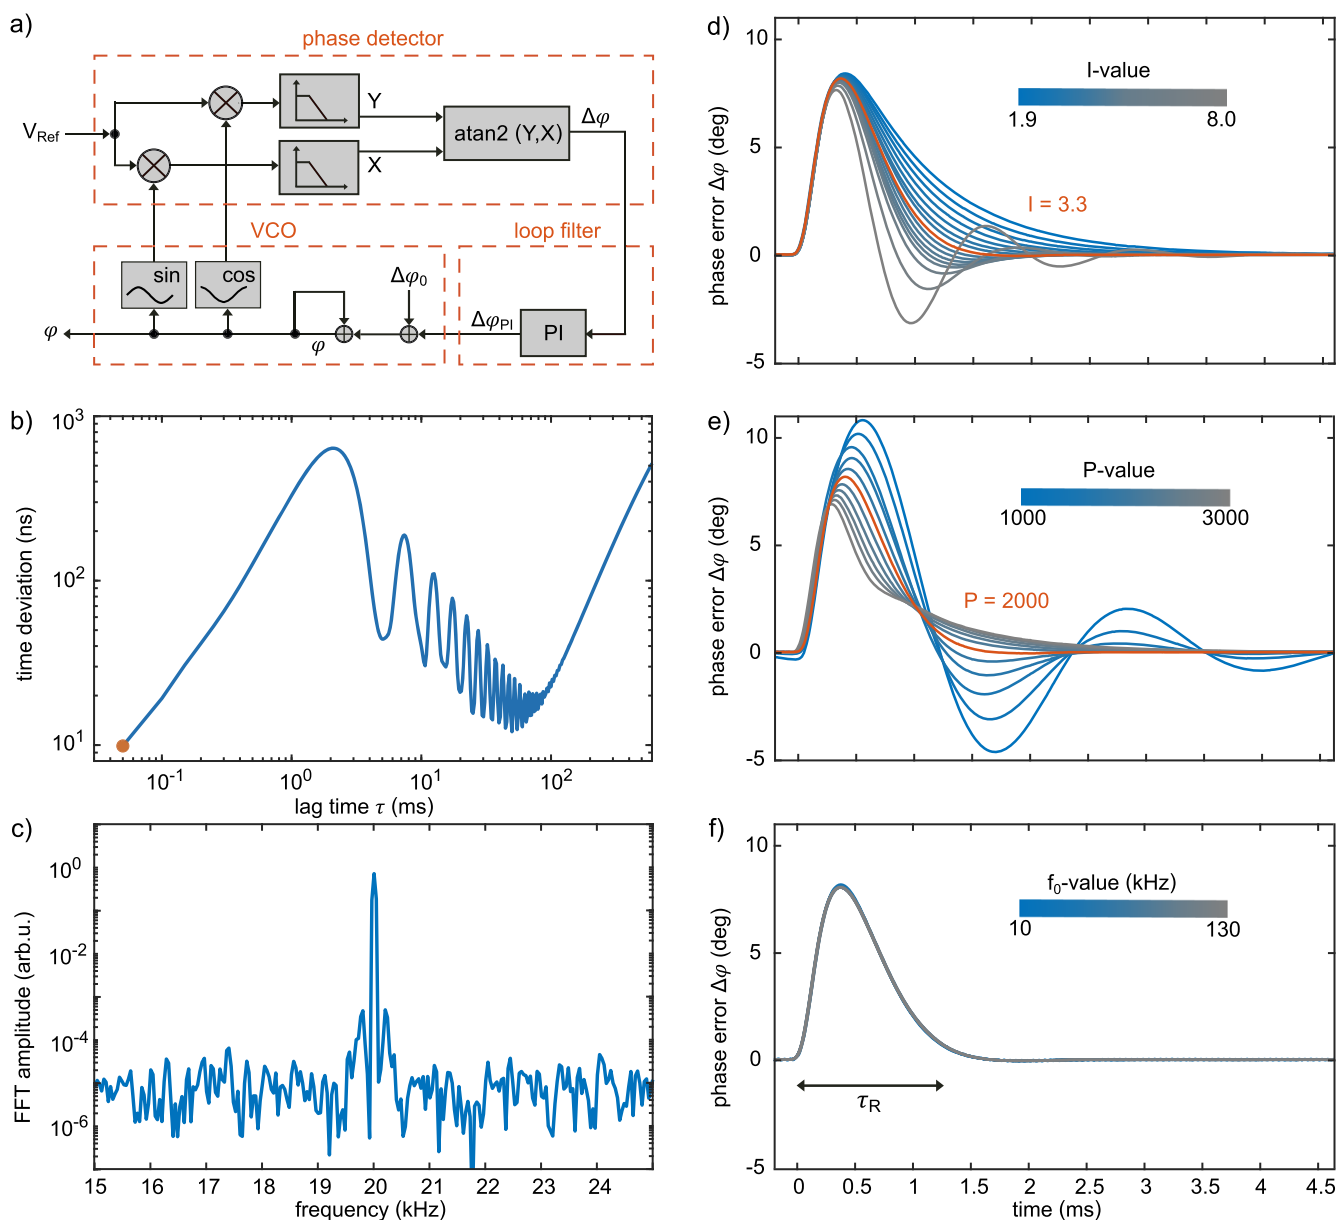 a)
phase detector
V_Ref
Y
X
atan2 (Y,X)
Δφ
VCO
loop filter
sin
cos
Δφ₀
Δφ_PI
PI
φ
φ
b)
10³
10²
10¹
time deviation (ns)
10⁻¹ 10⁰ 10¹ 10²
lag time τ (ms)
c)
10⁰
10⁻²
10⁻⁴
10⁻⁶
FFT amplitude (arb.u.)
15 16 17 18 19 20 21 22 23 24
frequency (kHz)
d)
10
5
0
-5
phase error Δφ (deg)
I-value
1.9 8.0
I = 3.3
e)
10
5
0
-5
phase error Δφ (deg)
P-value
1000 3000
P = 2000
f)
10
5
0
-5
phase error Δφ (deg)
f₀-value (kHz)
10 130
τ_R
0 0.5 1 1.5 2 2.5 3 3.5 4 4.5
time (ms)